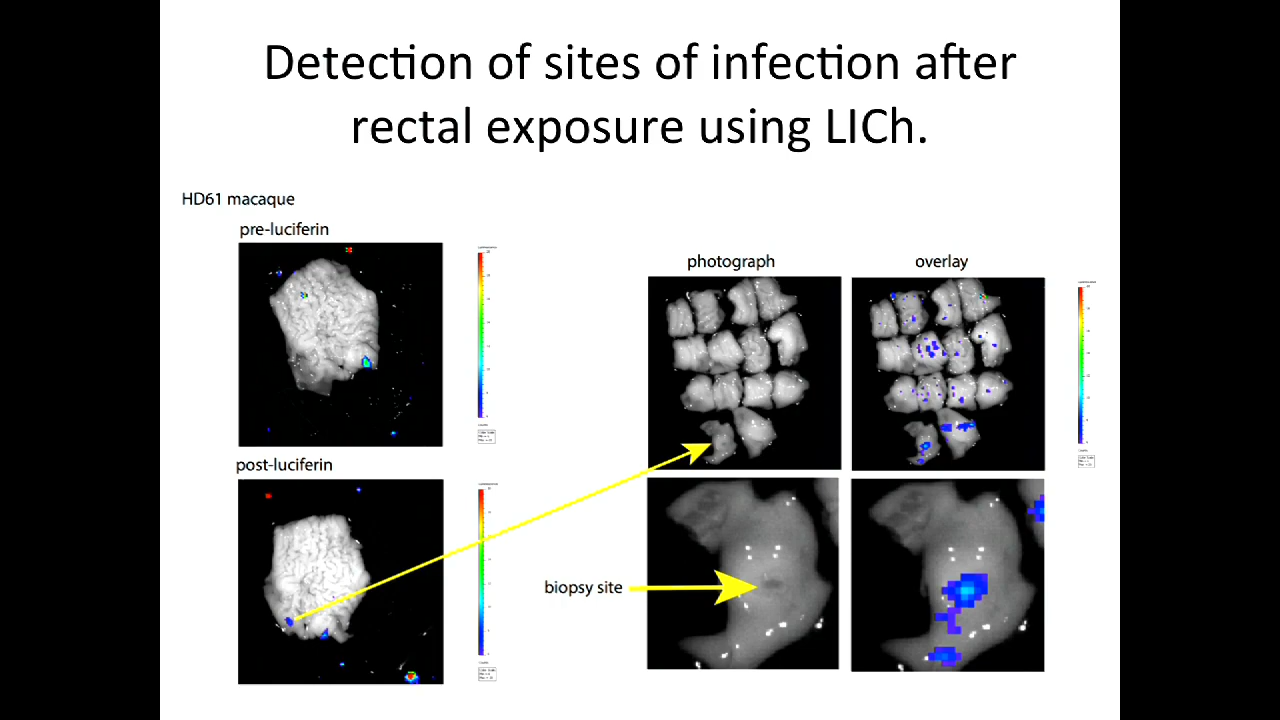 Detection of sites of infection after
rectal exposure using LICh.
HD61 macaque
pre-luciferin
photograph
overlay
post-luciferin
biopsy site